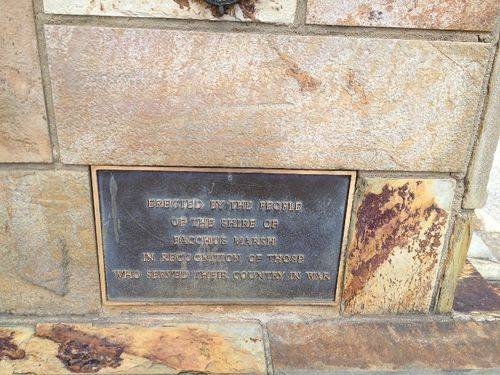 ERECTED BY THE PEOPLE
OF THE SHIRE OF
BACCHUS MARSH
IN RECOGNITION OF THOSE
WHO SERVED THEIR COUNTRY IN WAR